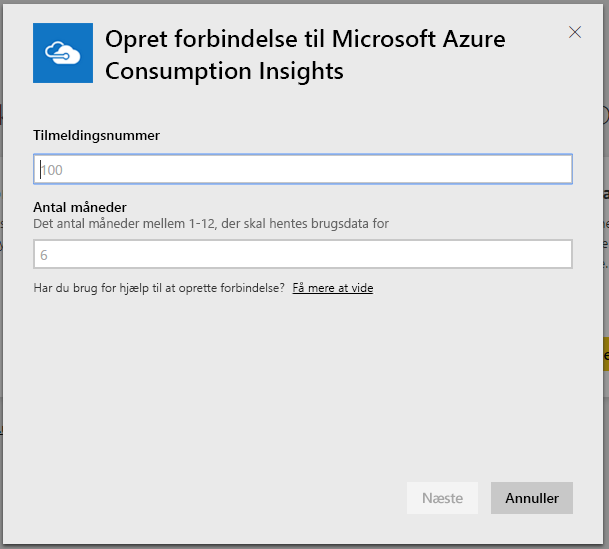 Opret forbindelse til Microsoft Azure
Consumption Insights
Tilmeldingsnummer
100
Antal måneder
Det antal måneder mellem 1-12, der skal hentes brugsdata for
6
Har du brug for hjælp til at oprette forbindelse? Få mere at vide
Næste Annuller